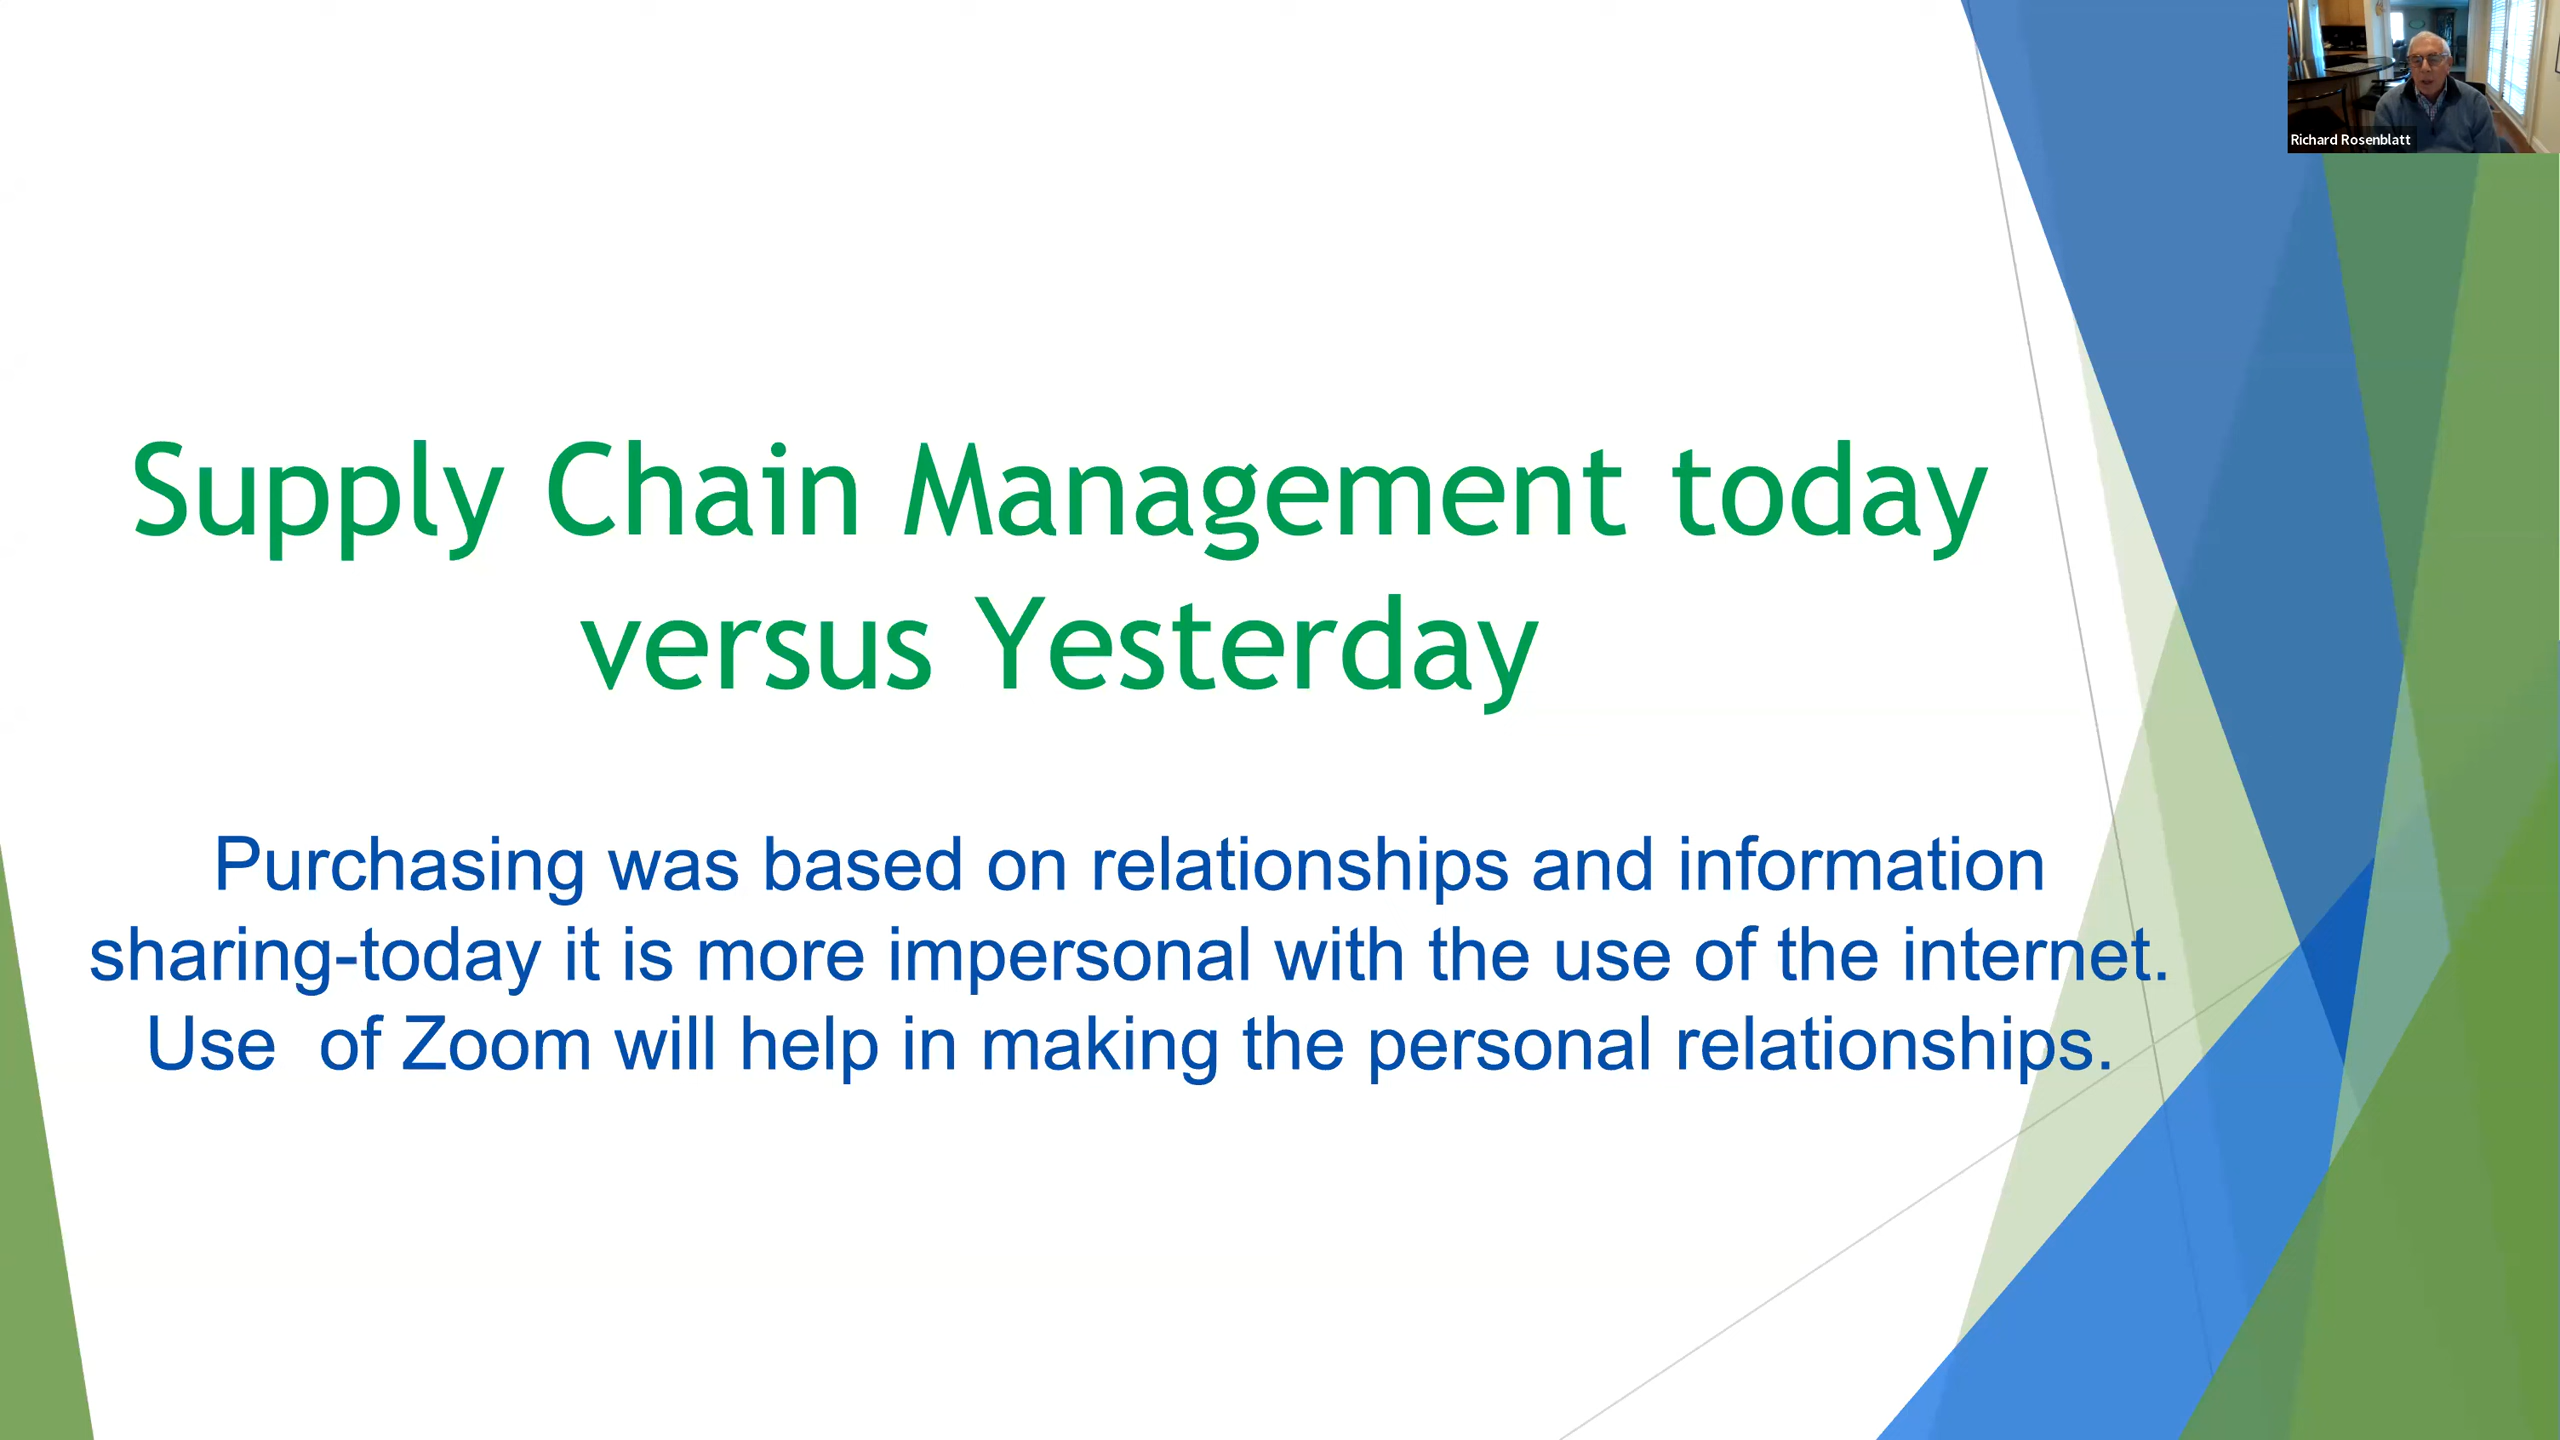 Richard Rosenblatt
Supply Chain Management today
versus Yesterday
Purchasing was based on relationships and information
sharing-today it is more impersonal with the use of the internet.
Use  of Zoom will help in making the personal relationships.